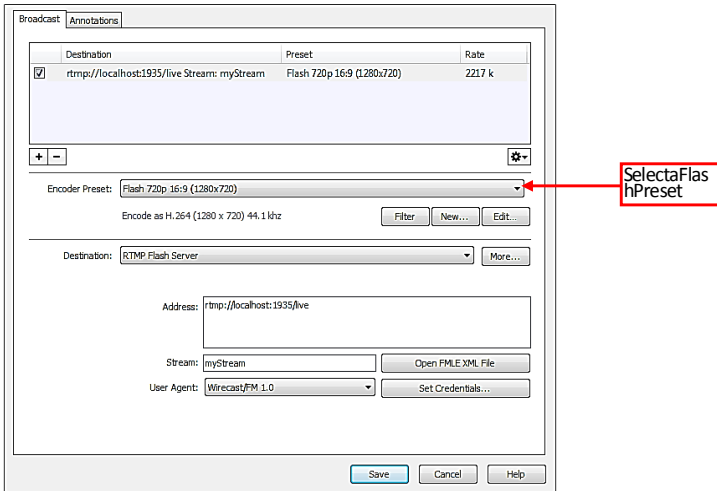 Broadcast Annotations
Destination Preset Rate
rtmp://localhost:1935/live Stream: myStream Flash 720p 16:9 (1280x720) 2217 k
+ −
Encoder Preset: Flash 720p 16:9 (1280x720)
SelectaFlas
hPreset
Encode as H.264 (1280 x 720) 44.1 khz Filter New... Edit...
Destination: RTMP Flash Server More...
Address: rtmp://localhost:1935/live
Stream: myStream Open FMLE XML File
User Agent: Wirecast/FM 1.0 Set Credentials...
Save Cancel Help